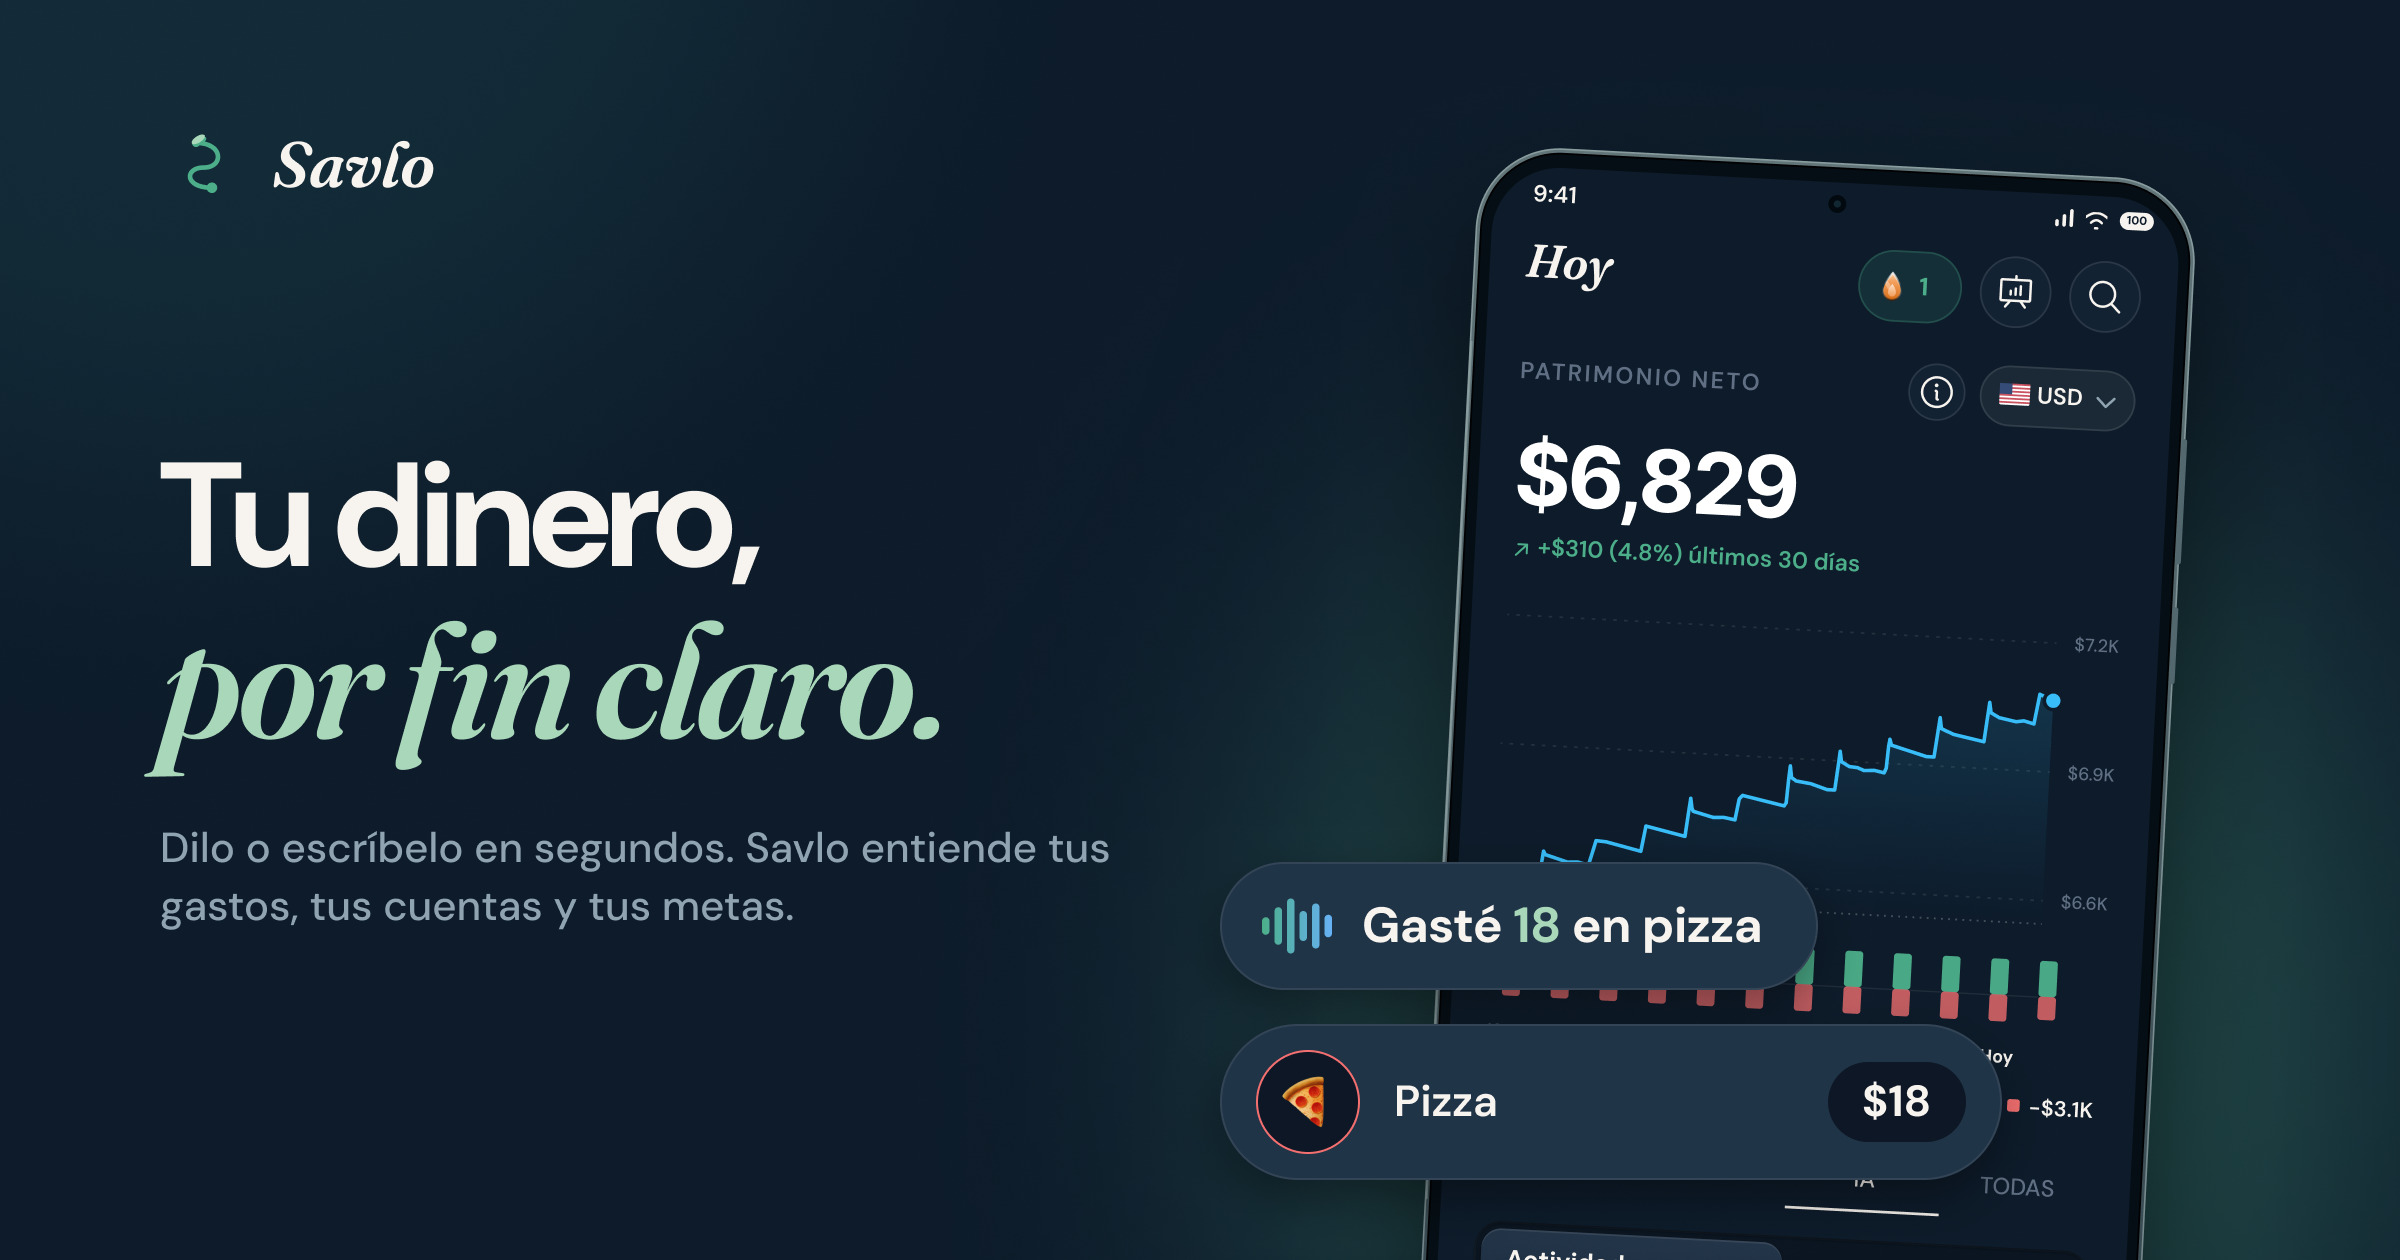 Savlo
Tu dinero,
por fin claro.
Dilo o escríbelo en segundos. Savlo entiende tus
gastos, tus cuentas y tus metas.
9:41
100
Hoy
1
PATRIMONIO NETO
USD
$6,829
+$310 (4.8%) últimos 30 días
$7.2K
$6.9K
$6.6K
Gasté 18 en pizza
Hoy
Pizza
$18
-$3.1K
TODAS